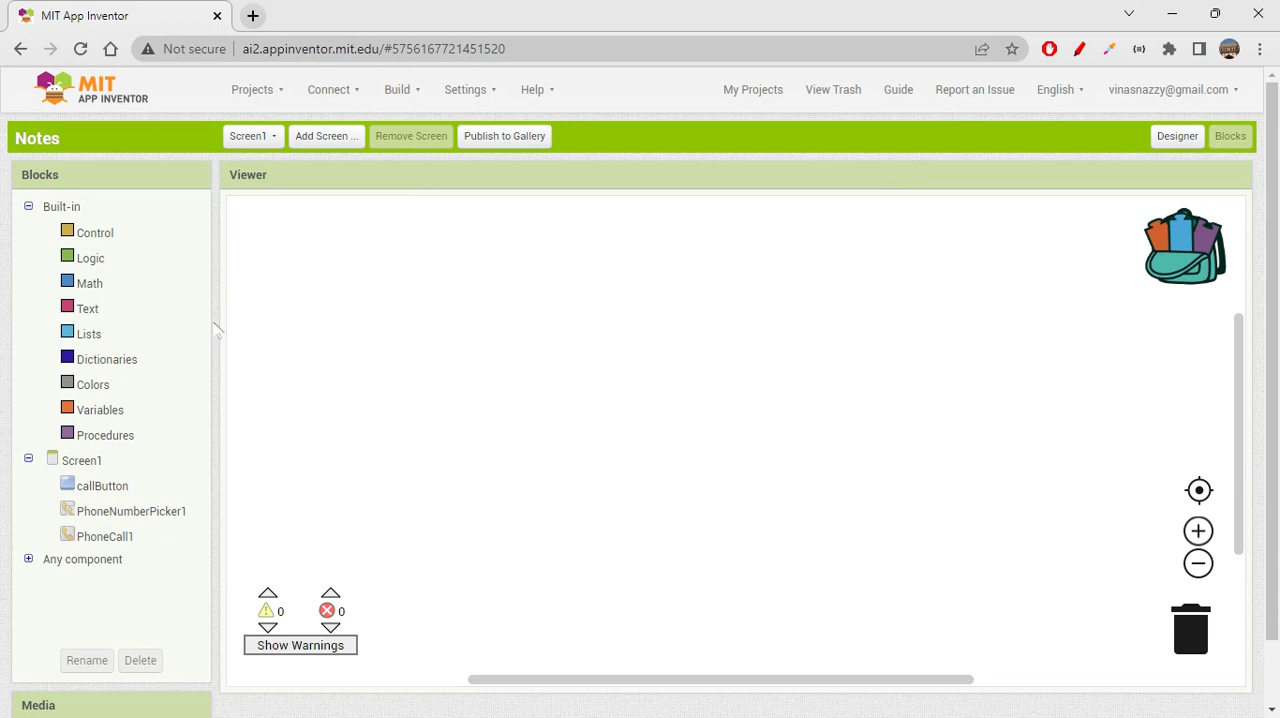 MIT App Inventor
Not secure ai2.appinventor.mit.edu/#5756167721451520
MIT
APP INVENTOR
Projects Connect Build Settings Help My Projects View Trash Guide Report an Issue English vinasnazzy@gmail.com
Notes Screen1 Add Screen ... Remove Screen Publish to Gallery Designer Blocks
Blocks
Viewer
Built-in
Control
Logic
Math
Text
Lists
Dictionaries
Colors
Variables
Procedures
Screen1
callButton
PhoneNumberPicker1
PhoneCall1
Any component
0 0
Show Warnings
Rename Delete
Media